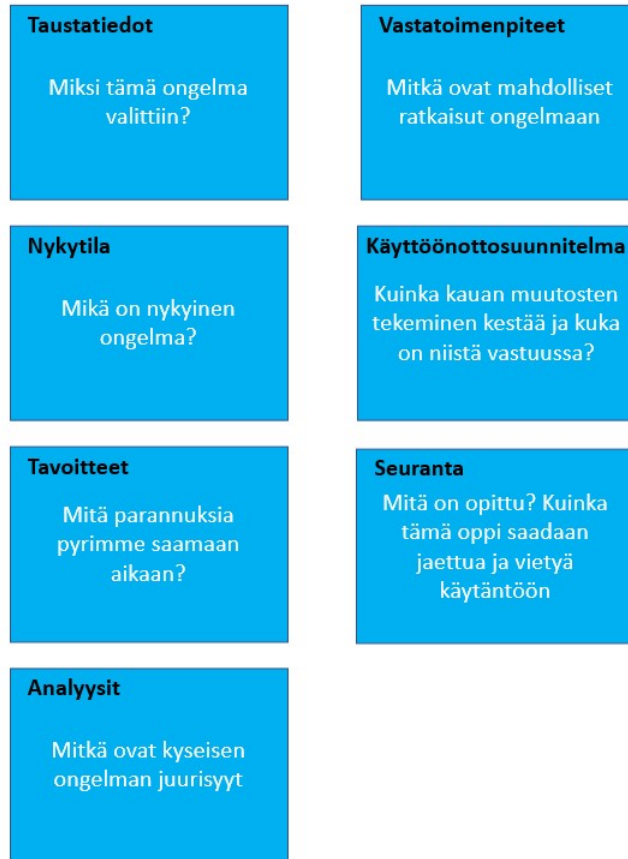 Taustatiedot
Miksi tämä ongelma
valittiin?
Nykytila
Mikä on nykyinen
ongelma?
Tavoitteet
Mitä parannuksia
pyrimme saamaan
aikaan?
Analyysit
Mitkä ovat kyseisen
ongelman juurisyyt
Vastatoimenpiteet
Mitkä ovat mahdolliset
ratkaisut ongelmaan
Käyttöönottosuunnitelma
Kuinka kauan muutosten
tekeminen kestää ja kuka
on niistä vastuussa?
Seuranta
Mitä on opittu? Kuinka
tämä oppi saadaan
jaettua ja vietyä
käytäntöön